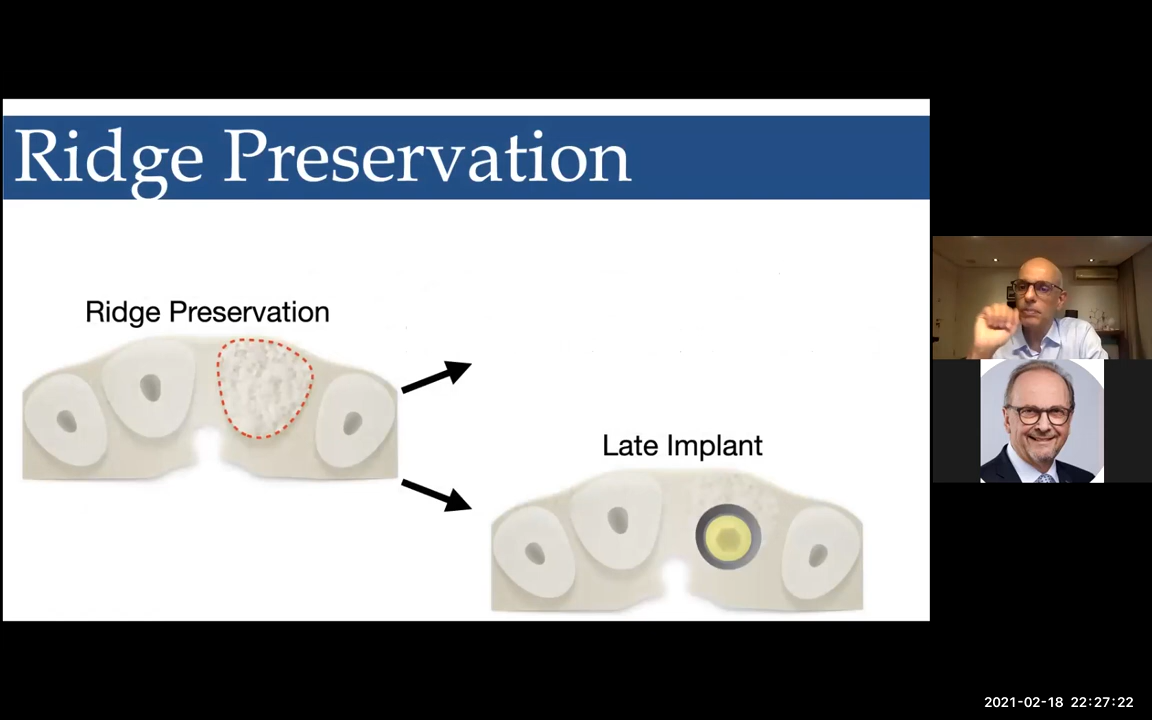 Ridge Preservation
Ridge Preservation
Late Implant
2021-02-18 22:27:22